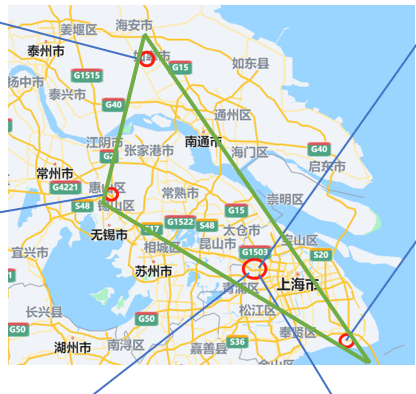 海安市
姜堰区
泰州市
如东县
G15
G1515
扬中市
泰兴市
G40
通州区
江阴市
南通市
张家港市
海门区
G40
启东市
常州市
G4221
惠山区
常熟市
S48
锡山区
崇明区
G15
G1522
S48
无锡市
太仓市
相城区
昆山市
宝山区
宜兴市
G1503
S20
苏州市
青浦区
上海市
长兴县
松江区
G50
G50
奉贤区
湖州市
南浔区
嘉善县
S36
金山区